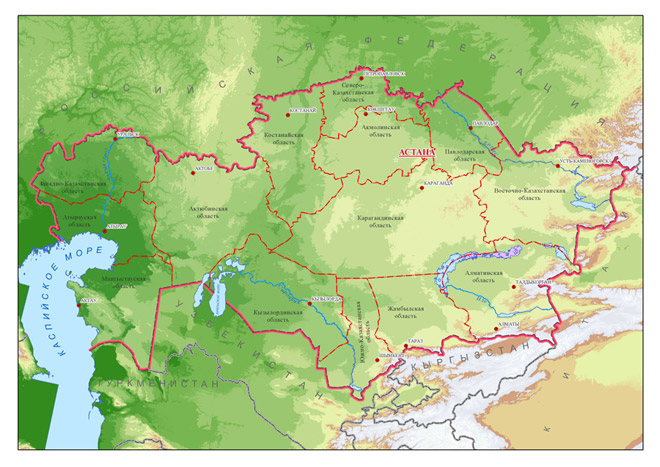 РОССИЙСКАЯ ФЕДЕРАЦИЯ
ПЕТРОПАВЛОВСК
Северо-
Казахстанская
область
КОСТАНАЙ
КОКШЕТАУ
Костанайская
область
Акмолинская
область
ПАВЛОДАР
УРАЛЬСК
АСТАНА
Павлодарская
область
АКТОБЕ
УСТЬ-КАМЕНОГОРСК
Западно-Казахстанская
область
КАРАГАНДА
Восточно-Казахстанская
область
Атырауская
область
Актюбинская
область
Карагандинская
область
АТЫРАУ
КАСПИЙСКОЕ МОРЕ
Мангистауская
область
Алматинская
область
ТАЛДЫКОРГАН
АКТАУ
КЫЗЫЛОРДА
Кызылординская
область
Южно-Казахстанская
область
Жамбылская
область
АЛМАТЫ
УЗБЕКИСТАН
ТАРАЗ
ШЫМКЕНТ
КЫРГЫЗСТАН
ТУРКМЕНИСТАН
КИТАЙ